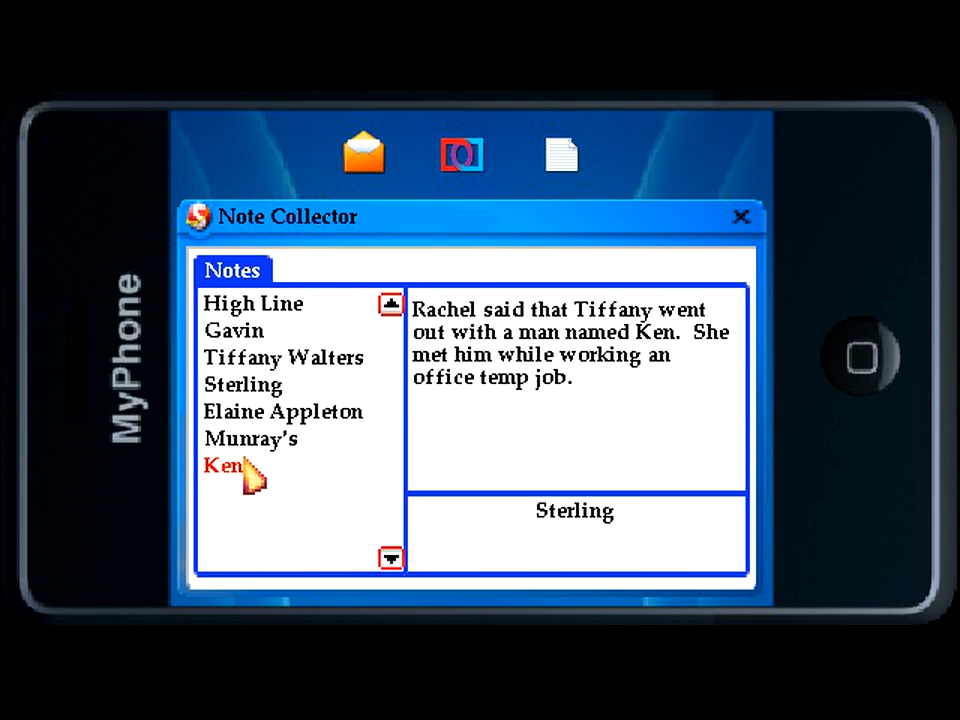 MyPhone
Note Collector
Notes
High Line
Gavin
Tiffany Walters
Sterling
Elaine Appleton
Munray's
Ken
Rachel said that Tiffany went
out with a man named Ken.  She
met him while working an
office temp job.
Sterling